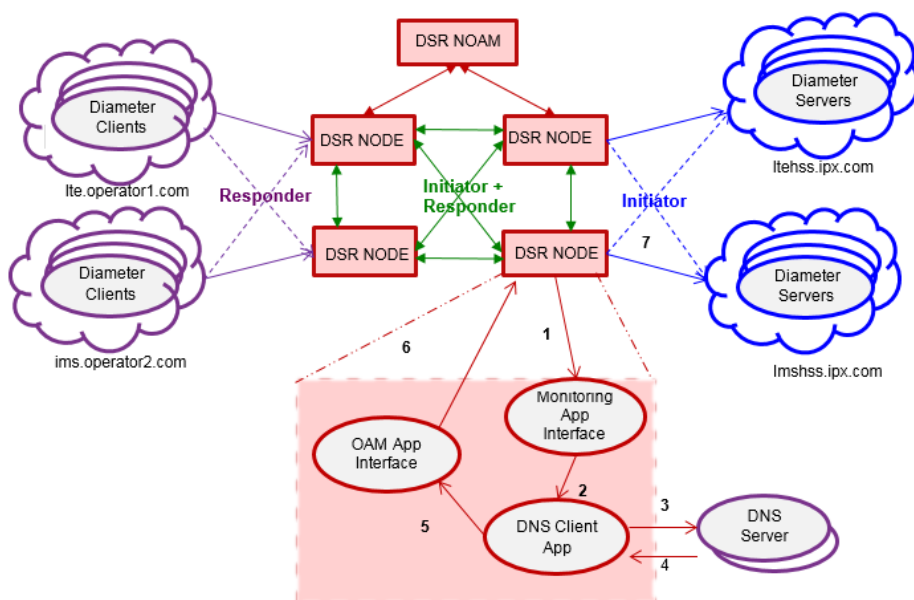 DSR NOAM
Diameter
Clients
lte.operator1.com
DSR NODE
DSR NODE
Diameter
Servers
ltehss.ipx.com
Responder
Initiator +
Responder
Initiator
7
Diameter
Clients
ims.operator2.com
DSR NODE
DSR NODE
Diameter
Servers
Imshss.ipx.com
6
1
Monitoring
App
Interface
OAM App
Interface
2
5
DNS Client
App
3
4
DNS
Server